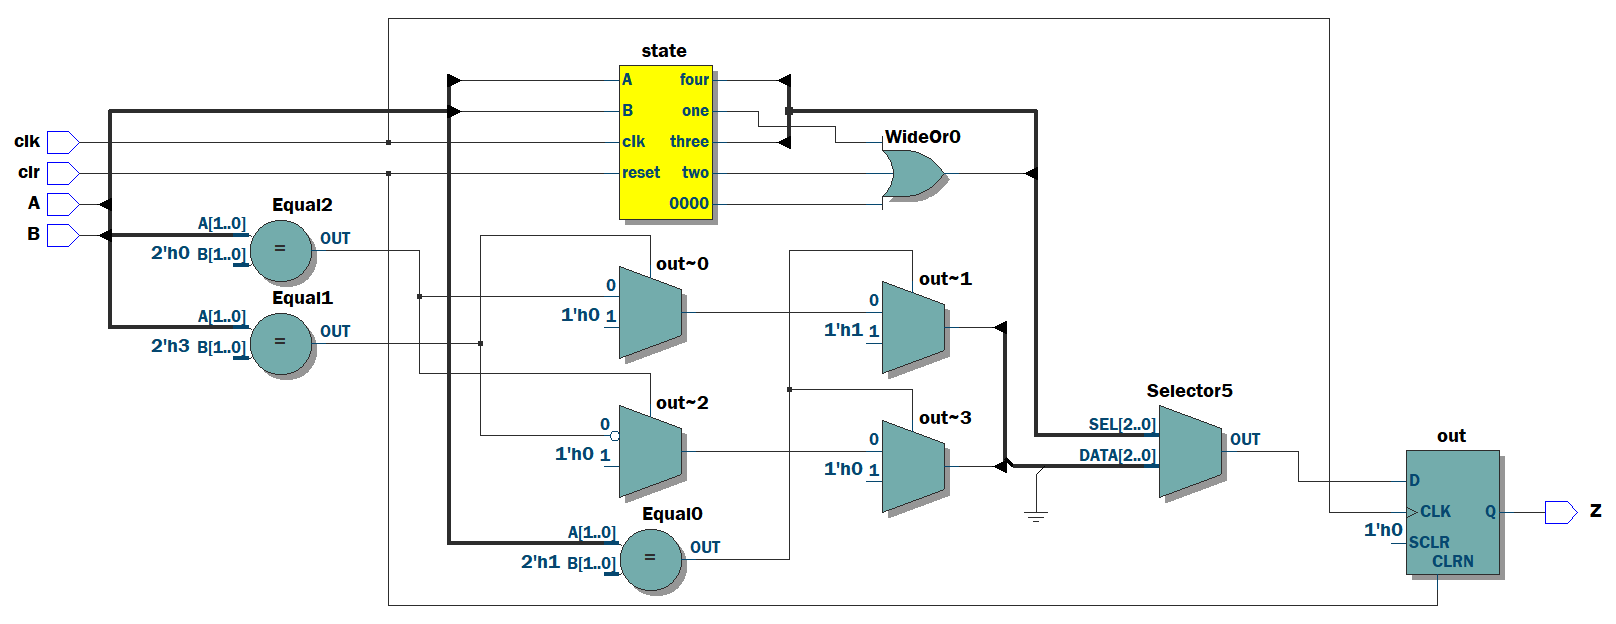 state
A four
B one
clk three
reset two
0000
WideOr0
clk
clr
A
B
Equal2
A[1..0]
2'h0 B[1..0]
=
OUT
Equal1
A[1..0]
2'h3 B[1..0]
=
OUT
out~0
0
1'h0 1
out~1
0
1'h1 1
out~2
0
1'h0 1
out~3
0
1'h0 1
Equal0
A[1..0]
2'h1 B[1..0]
=
OUT
Selector5
SEL[2..0]
DATA[2..0]
OUT
out
D
CLK Q
1'h0 SCLR
CLRN
Z